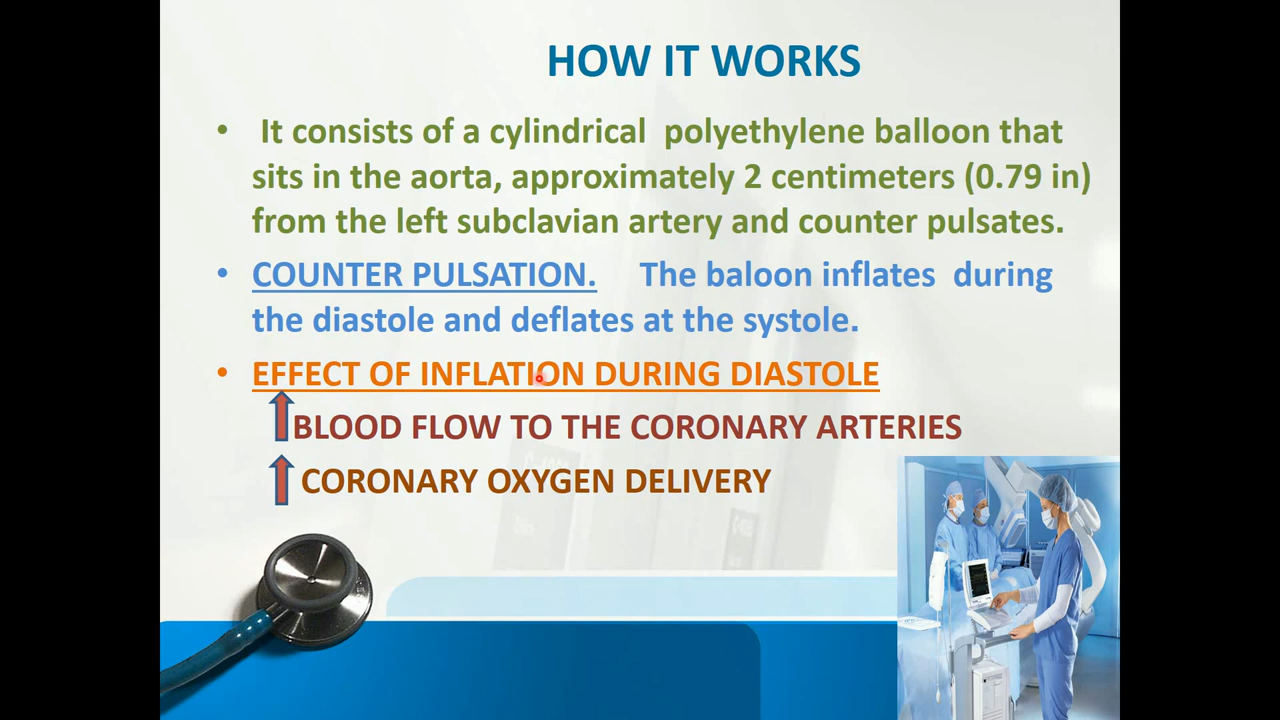 HOW IT WORKS
• It consists of a cylindrical polyethylene balloon that
sits in the aorta, approximately 2 centimeters (0.79 in)
from the left subclavian artery and counter pulsates.
• COUNTER PULSATION. The baloon inflates during
the diastole and deflates at the systole.
• EFFECT OF INFLATION DURING DIASTOLE
BLOOD FLOW TO THE CORONARY ARTERIES
CORONARY OXYGEN DELIVERY